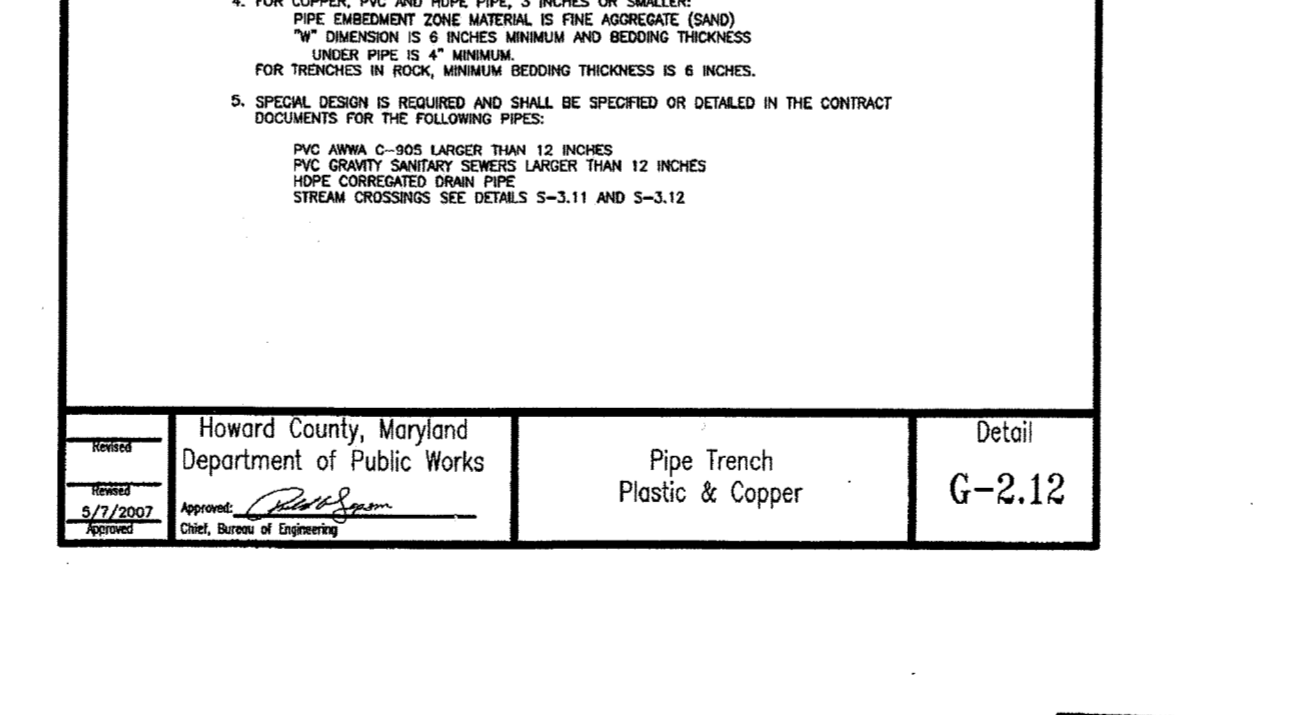 4. FOR COPPER, PVC AND HDPE PIPE, 3 INCHES OR SMALLER:
PIPE EMBEDMENT ZONE MATERIAL IS FINE AGGREGATE (SAND)
"W" DIMENSION IS 6 INCHES MINIMUM AND BEDDING THICKNESS
UNDER PIPE IS 4" MINIMUM.
FOR TRENCHES IN ROCK, MINIMUM BEDDING THICKNESS IS 6 INCHES.
5. SPECIAL DESIGN IS REQUIRED AND SHALL BE SPECIFIED OR DETAILED IN THE CONTRACT
DOCUMENTS FOR THE FOLLOWING PIPES:
PVC AWWA C-905 LARGER THAN 12 INCHES
PVC GRAVITY SANITARY SEWERS LARGER THAN 12 INCHES
HDPE CORREGATED DRAIN PIPE
STREAM CROSSINGS SEE DETAILS S-3.11 AND S-3.12
Revised
Revised
5/7/2007
Approved
Howard County, Maryland
Department of Public Works
Approved:
Chief, Bureau of Engineering
Pipe Trench
Plastic & Copper
Detail
G-2.12